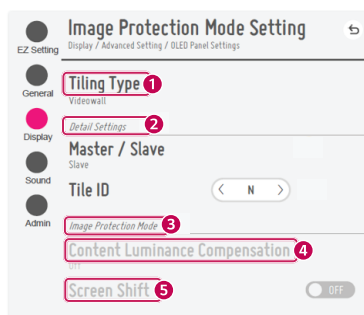 Image Protection Mode Setting
Display / Advanced Setting / OLED Panel Settings
EZ Setting
General
Display
Sound
Admin
Tiling Type 1
Videowall
Detail Settings 2
Master / Slave
Slave
Tile ID < N >
Image Protection Mode 3
Content Luminance Compensation 4
Off
Screen Shift 5 OFF